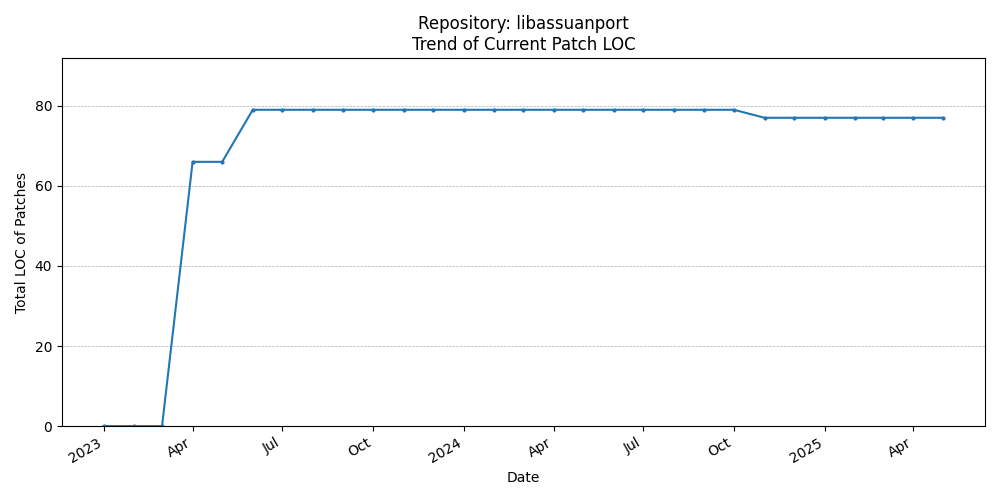 Repository: libassuanport
Trend of Current Patch LOC
Total LOC of Patches
80
60
40
20
0
2023
Apr
Jul
Oct
2024
Apr
Jul
Oct
2025
Apr
Date